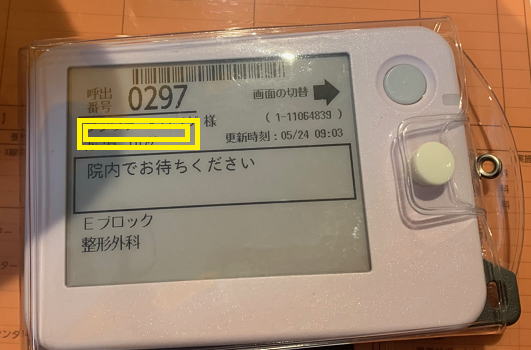 呼出番号 0297
画面の切替
様 (1-11064839)
更新時刻:05/24 09:03
院内でお待ちください
Eブロック
整形外科